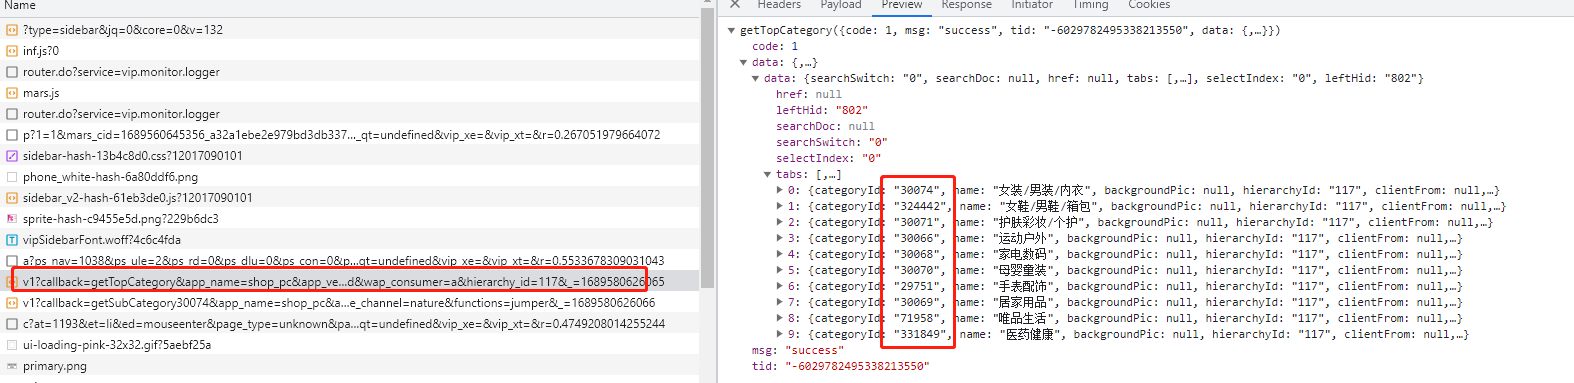 Name
?type=sidebar&jq=0&core=0&v=132
inf.js?0
router.do?service=vip.monitor.logger
mars.js
router.do?service=vip.monitor.logger
p?1=1&mars_cid=1689560645356_a32a1ebe2e979bd3db337…_qt=undefined&vip_xe=&vip_xt=&r=0.267051979664072
sidebar-hash-13b4c8d0.css?12017090101
phone_white-hash-6a80ddf6.png
sidebar_v2-hash-61eb3de0.js?12017090101
sprite-hash-c9455e5d.png?229b6dc3
vipSidebarFont.woff?4c6c4fda
a?ps_nav=1038&ps_ule=2&ps_rd=0&ps_dlu=0&ps_con=0&p…qt=undefined&vip_xe=&vip_xt=&r=0.5533678309031043
v1?callback=getTopCategory&app_name=shop_pc&app_ve…d&wap_consumer=a&hierarchy_id=117&_=1689580626065
v1?callback=getSubCategory30074&app_name=shop_pc&a…e_channel=nature&functions=jumper&_=1689580626066
c?at=1193&et=li&ed=mouseenter&page_type=unknown&pa…qt=undefined&vip_xe=&vip_xt=&r=0.4749208014255244
ui-loading-pink-32x32.gif?5aebf25a
primary.png
Headers Payload Preview Response Initiator Timing Cookies
getTopCategory({code: 1, msg: "success", tid: "-6029782495338213550", data: {,…}})
code: 1
data: {,…}
data: {searchSwitch: "0", searchDoc: null, href: null, tabs: [,…], selectIndex: "0", leftHid: "802"}
href: null
leftHid: "802"
searchDoc: null
searchSwitch: "0"
selectIndex: "0"
tabs: [,…]
0: {categoryId: "30074", name: "女装/男装/内衣", backgroundPic: null, hierarchyId: "117", clientFrom: null,…}
1: {categoryId: "324442", name: "女鞋/男鞋/箱包", backgroundPic: null, hierarchyId: "117", clientFrom: null,…}
2: {categoryId: "30071", name: "护肤彩妆/个护", backgroundPic: null, hierarchyId: "117", clientFrom: null,…}
3: {categoryId: "30066", name: "运动户外", backgroundPic: null, hierarchyId: "117", clientFrom: null,…}
4: {categoryId: "30068", name: "家电数码", backgroundPic: null, hierarchyId: "117", clientFrom: null,…}
5: {categoryId: "30070", name: "母婴童装", backgroundPic: null, hierarchyId: "117", clientFrom: null,…}
6: {categoryId: "29751", name: "手表配饰", backgroundPic: null, hierarchyId: "117", clientFrom: null,…}
7: {categoryId: "30069", name: "居家用品", backgroundPic: null, hierarchyId: "117", clientFrom: null,…}
8: {categoryId: "71958", name: "唯品生活", backgroundPic: null, hierarchyId: "117", clientFrom: null,…}
9: {categoryId: "331849", name: "医药健康", backgroundPic: null, hierarchyId: "117", clientFrom: null,…}
msg: "success"
tid: "-6029782495338213550"